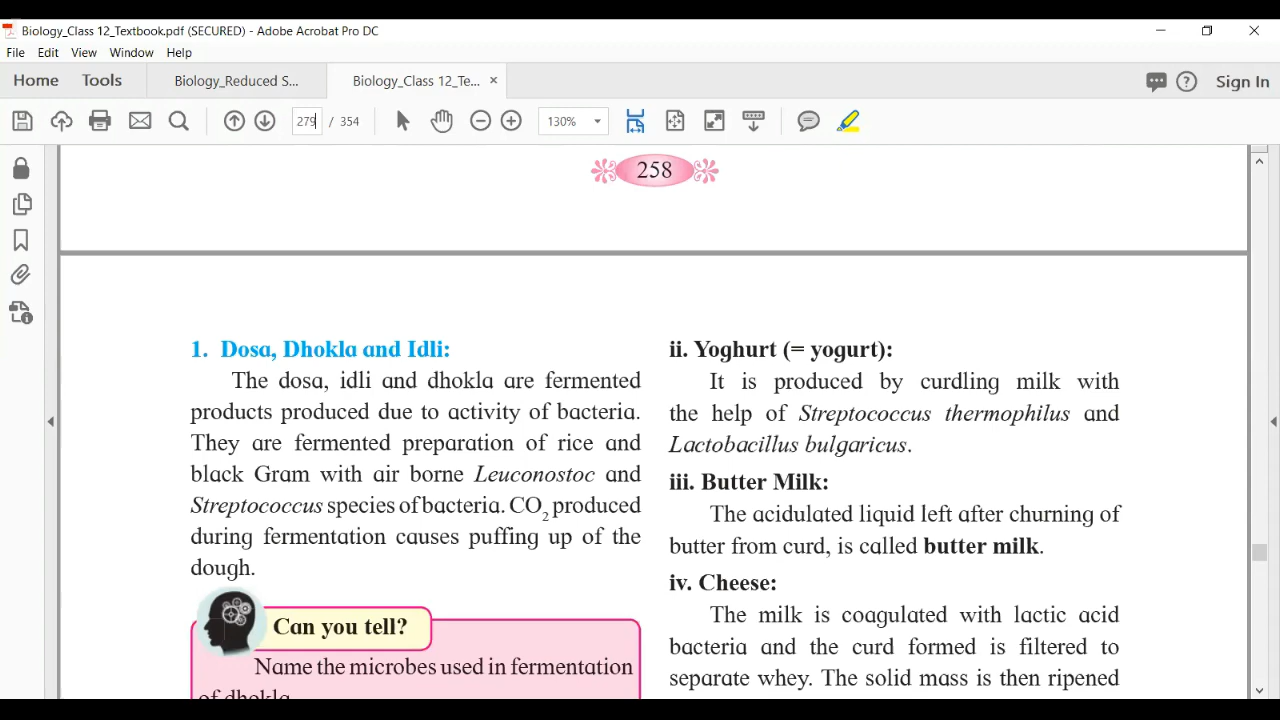 Biology_Class 12_Textbook.pdf (SECURED) - Adobe Acrobat Pro DC
File Edit View Window Help
Home Tools Biology_Reduced S... Biology_Class 12_Te... × Sign In
279 / 354 130%
258
1. Dosa, Dhokla and Idli:
The dosa, idli and dhokla are fermented
products produced due to activity of bacteria.
They are fermented preparation of rice and
black Gram with air borne Leuconostoc and
Streptococcus species of bacteria. CO2 produced
during fermentation causes puffing up of the
dough.
Can you tell?
Name the microbes used in fermentation
of dhokla
ii. Yoghurt (= yogurt):
It is produced by curdling milk with
the help of Streptococcus thermophilus and
Lactobacillus bulgaricus.
iii. Butter Milk:
The acidulated liquid left after churning of
butter from curd, is called butter milk.
iv. Cheese:
The milk is coagulated with lactic acid
bacteria and the curd formed is filtered to
separate whey. The solid mass is then ripened